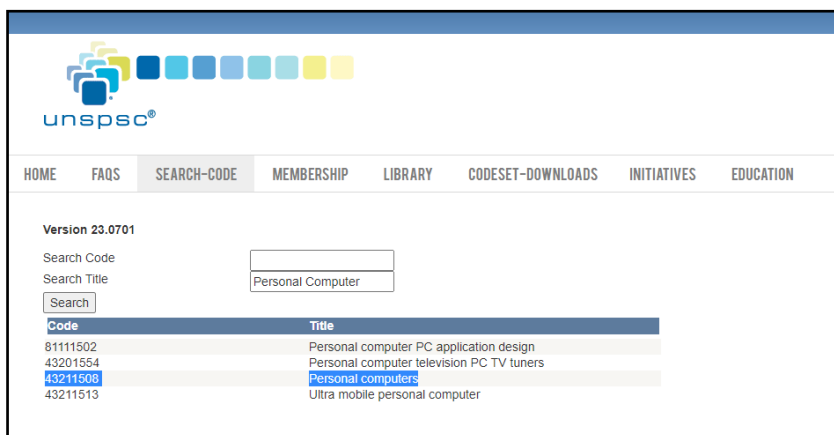 unspsc®
HOME FAQS SEARCH-CODE MEMBERSHIP LIBRARY CODESET-DOWNLOADS INITIATIVES EDUCATION
Version 23.0701
Search Code
Search Title Personal Computer
Search
Code Title
81111502 Personal computer PC application design
43201554 Personal computer television PC TV tuners
43211508 Personal computers
43211513 Ultra mobile personal computer